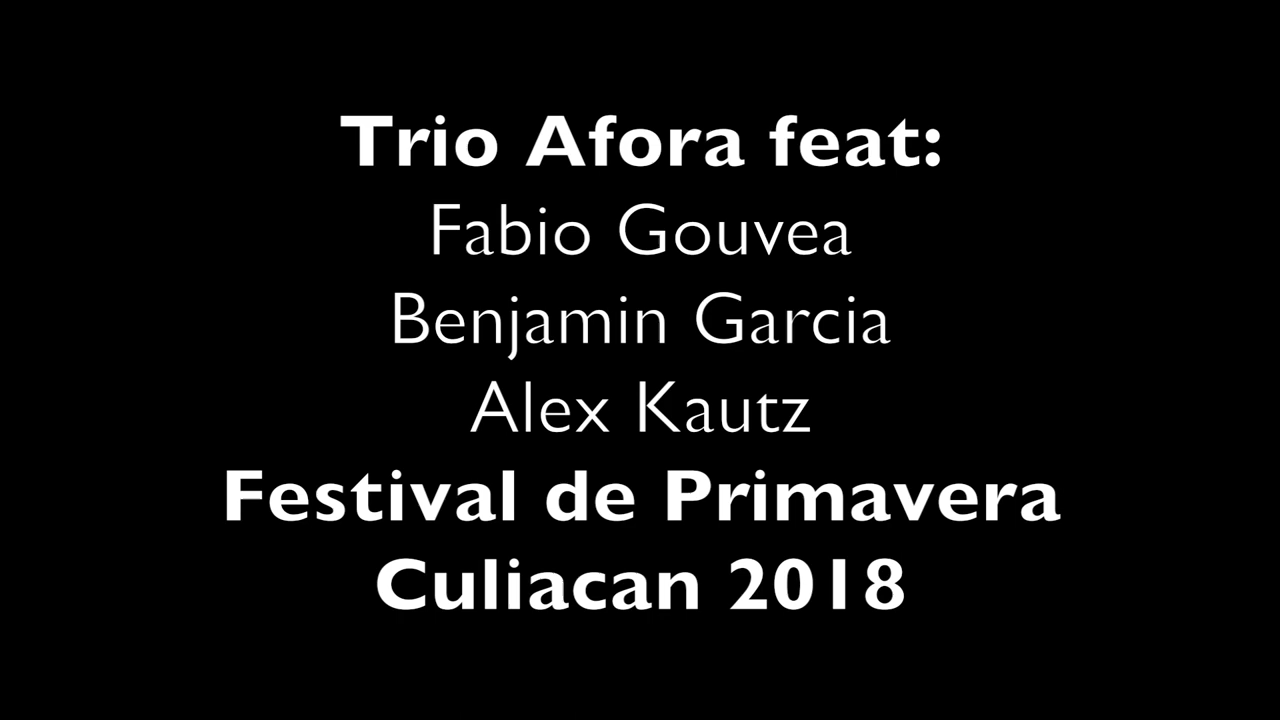 Trio Afora feat:
Fabio Gouvea
Benjamin Garcia
Alex Kautz
Festival de Primavera
Culiacan 2018